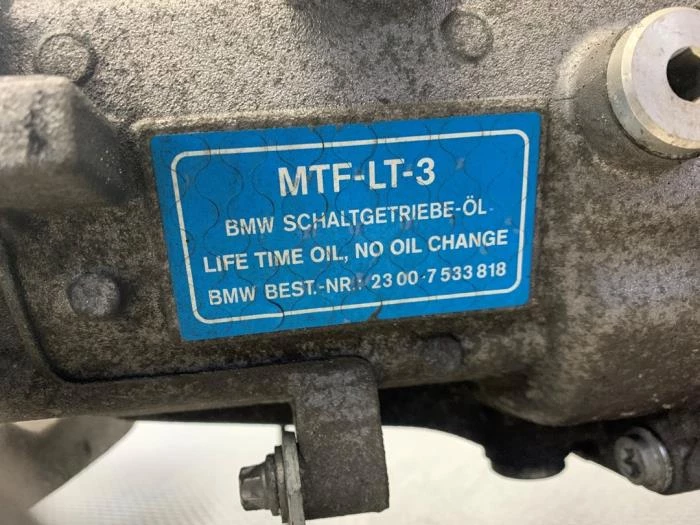 MTF-LT-3
BMW SCHALTGETRIEBE-ÖL
LIFE TIME OIL, NO OIL CHANGE
BMW BEST.-NR.: 23 00-7 533 818